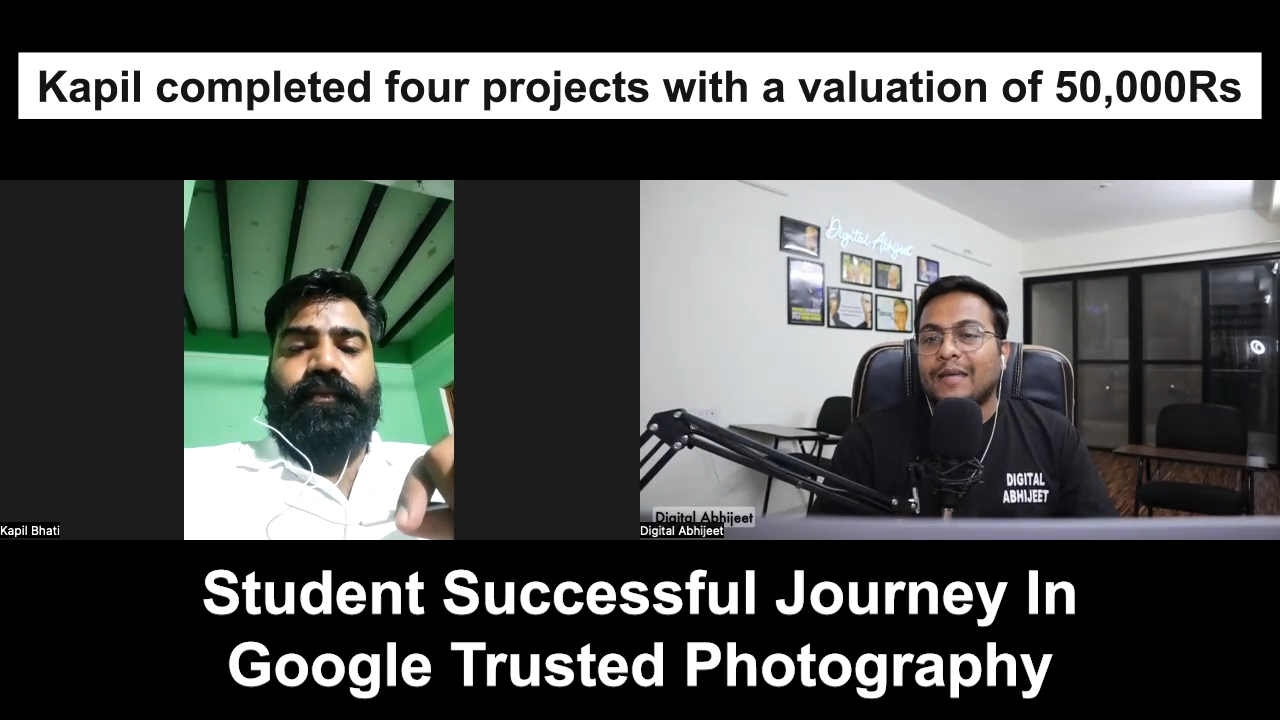 Kapil completed four projects with a valuation of 50,000Rs
Digital Abhijeet
DIGITAL
ABHIJEET
Digital Abhijeet
Kapil Bhati
Digital Abhijeet
Student Successful Journey In
Google Trusted Photography